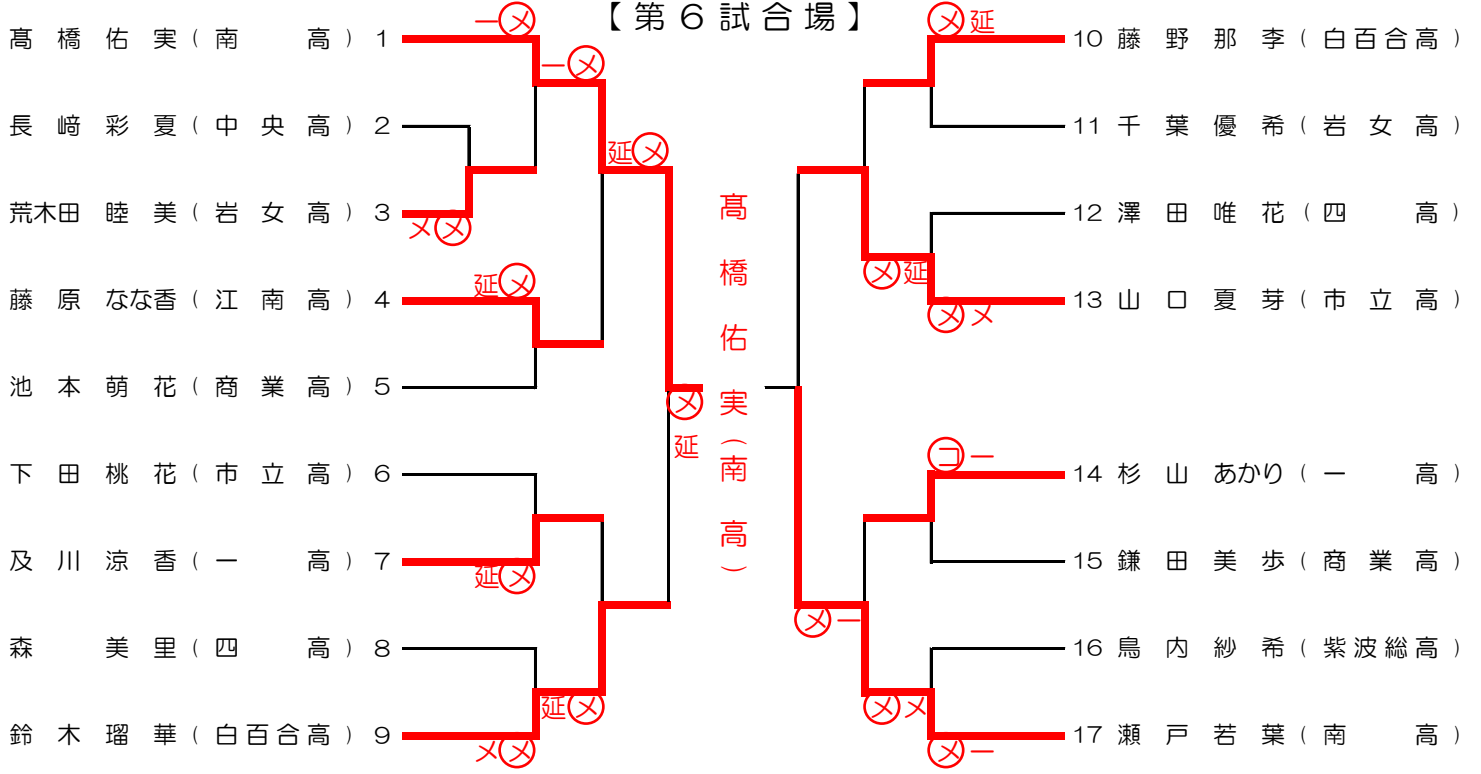 【第６試合場】
髙橋佑実（南高）1
長﨑彩夏（中央高）2
荒木田睦美（岩女高）3
藤原なな香（江南高）4
池本萌花（商業高）5
下田桃花（市立高）6
及川涼香（一高）7
森美里（四高）8
鈴木瑠華（白百合高）9
一メ
一メ
延メ
メメ
延メ
延メ
延メ
メメ
メ
延
髙橋佑実（南高）
メ延
メ延
メメ
コ一
メ一
メメ
メ一
10 藤野那李（白百合高）
11 千葉優希（岩女高）
12 澤田唯花（四高）
13 山口夏芽（市立高）
14 杉山あかり（一高）
15 鎌田美歩（商業高）
16 鳥内紗希（紫波総高）
17 瀬戸若葉（南高）